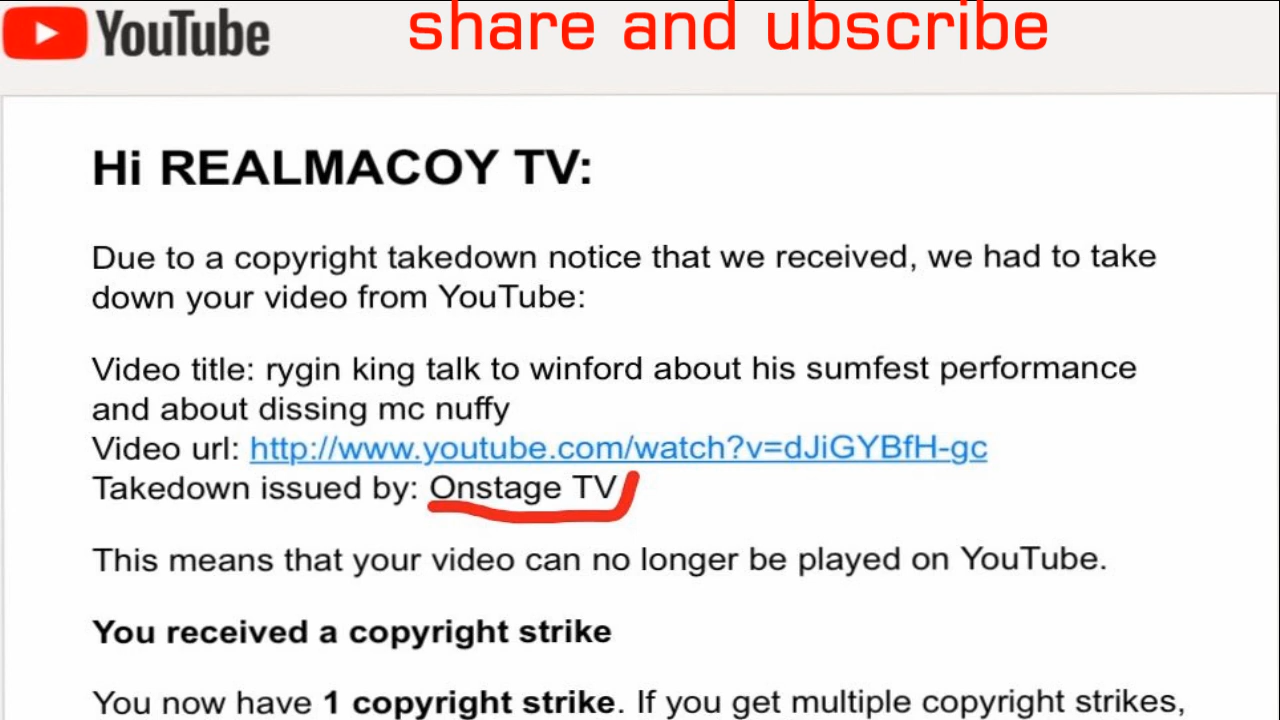 YouTube
share and ubscribe
Hi REALMACOY TV:
Due to a copyright takedown notice that we received, we had to take
down your video from YouTube:
Video title: rygin king talk to winford about his sumfest performance
and about dissing mc nuffy
Video url: http://www.youtube.com/watch?v=dJiGYBfH-gc
Takedown issued by: Onstage TV
This means that your video can no longer be played on YouTube.
You received a copyright strike
You now have 1 copyright strike. If you get multiple copyright strikes,